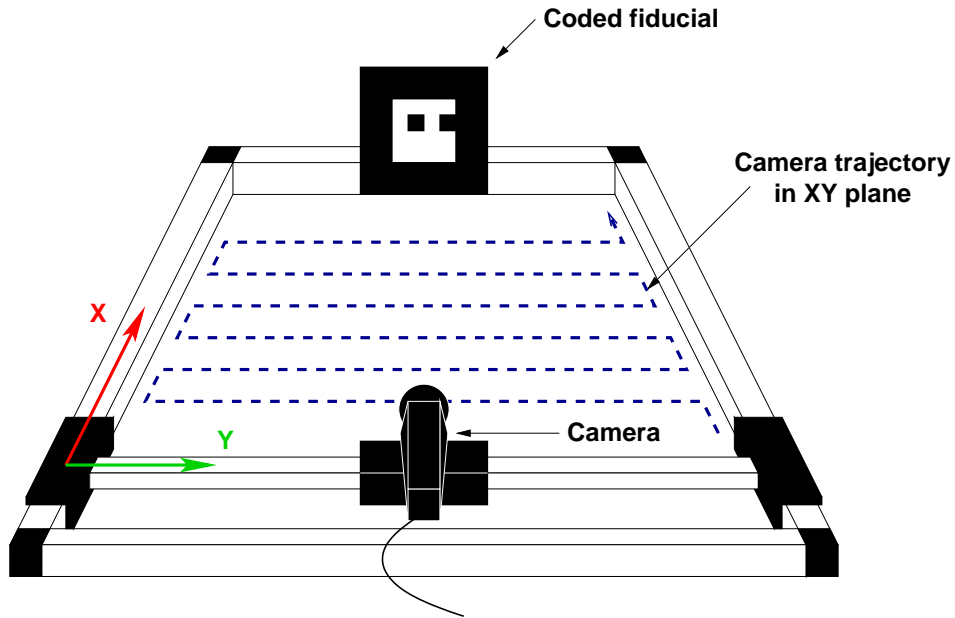 Coded fiducial
Camera trajectory
in XY plane
X
Y
Camera